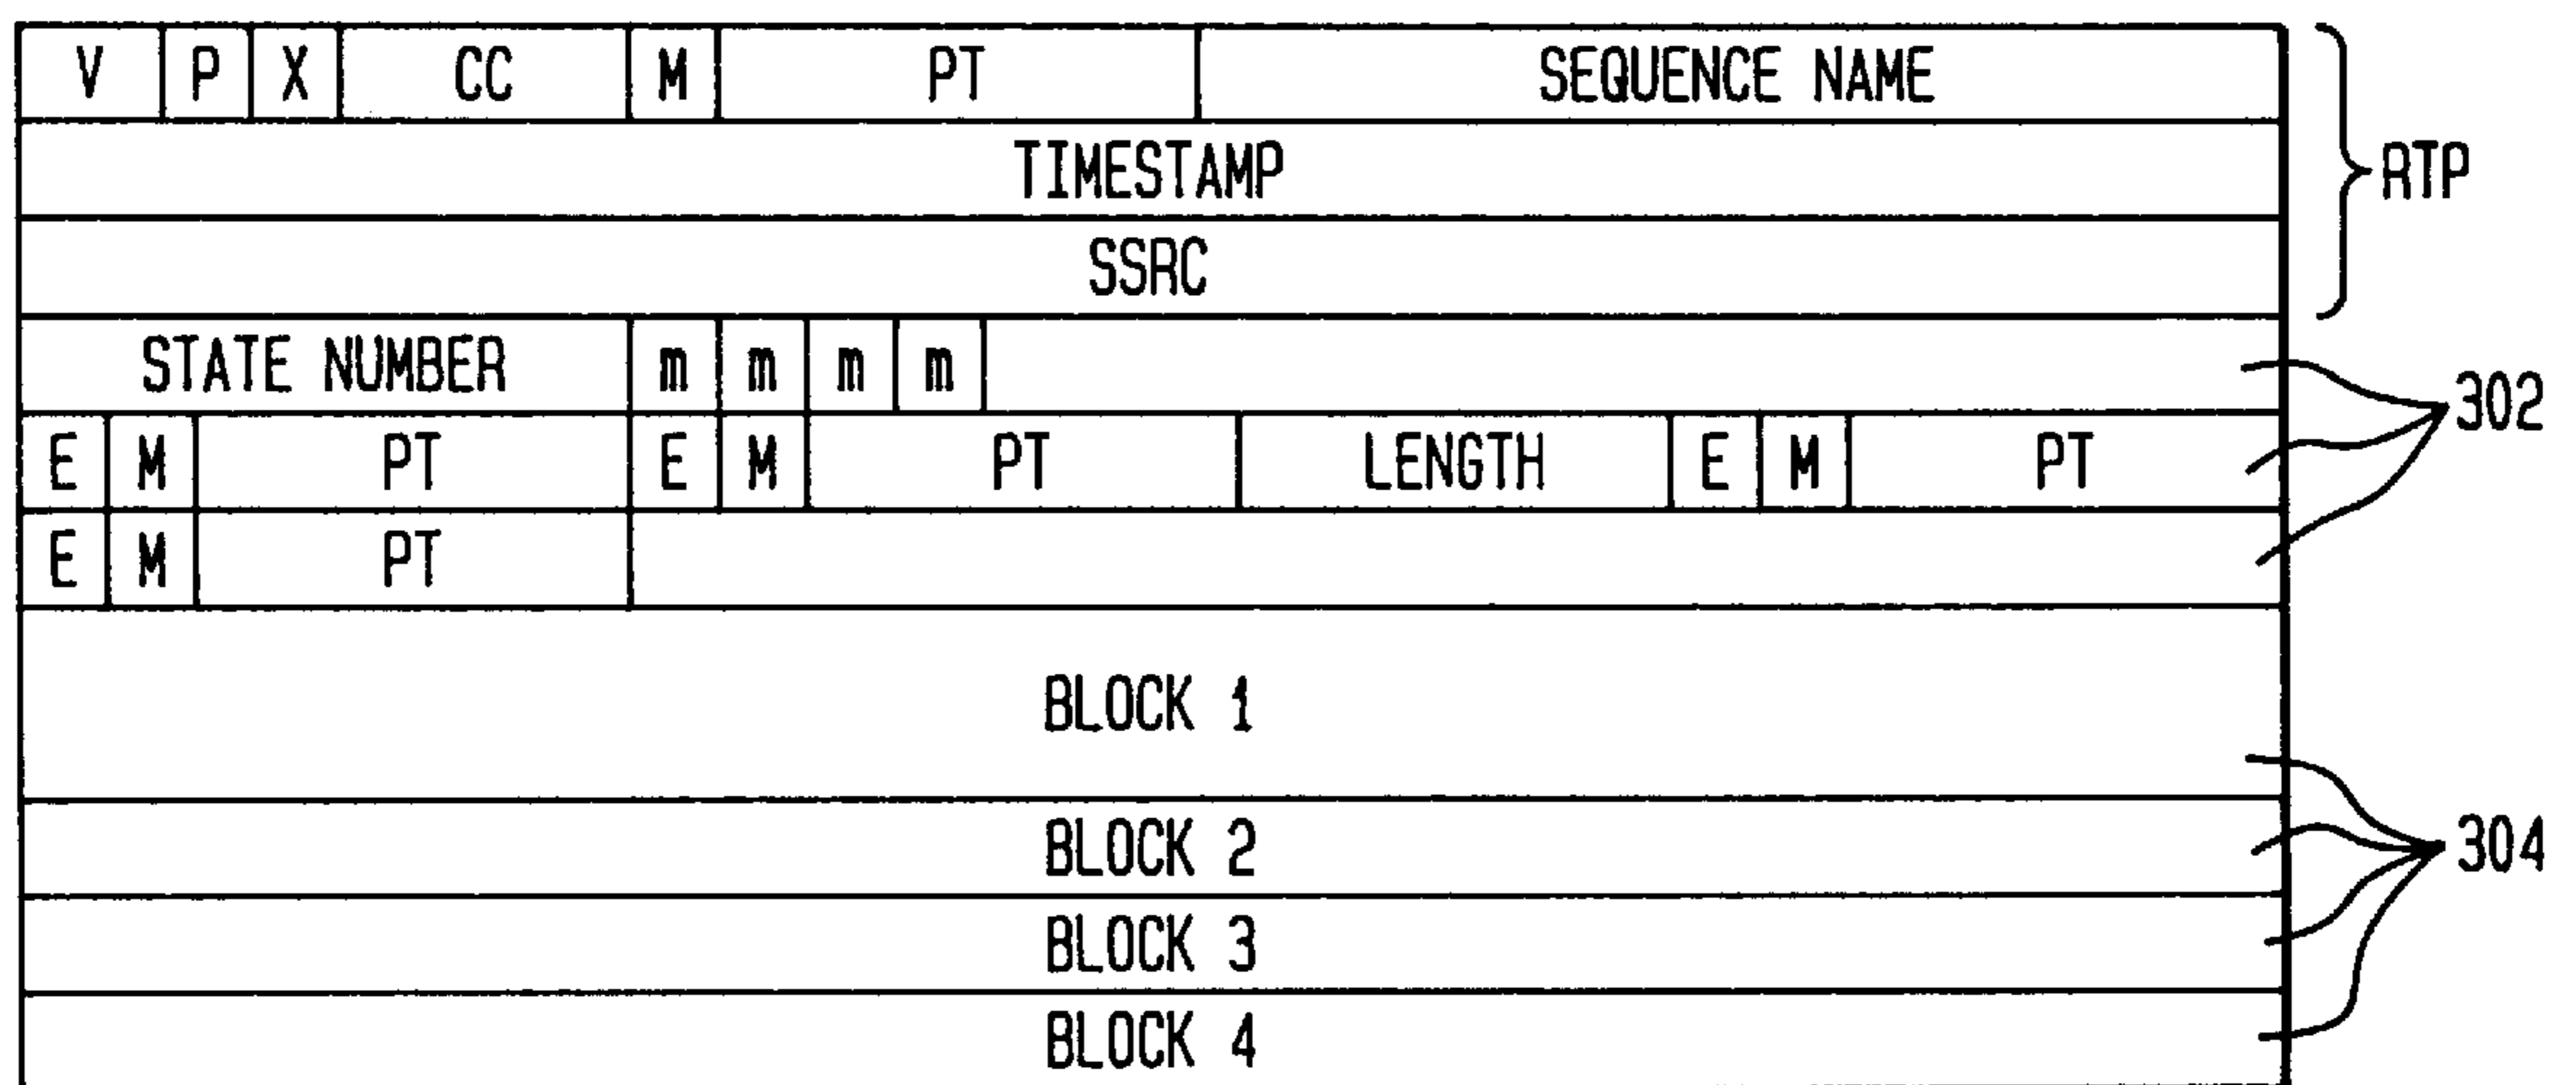 V P X CC M PT SEQUENCE NAME
TIMESTAMP
RTP
SSRC
STATE NUMBER m m m m
302
E M PT E M PT LENGTH E M PT
E M PT
BLOCK 1
BLOCK 2
304
BLOCK 3
BLOCK 4